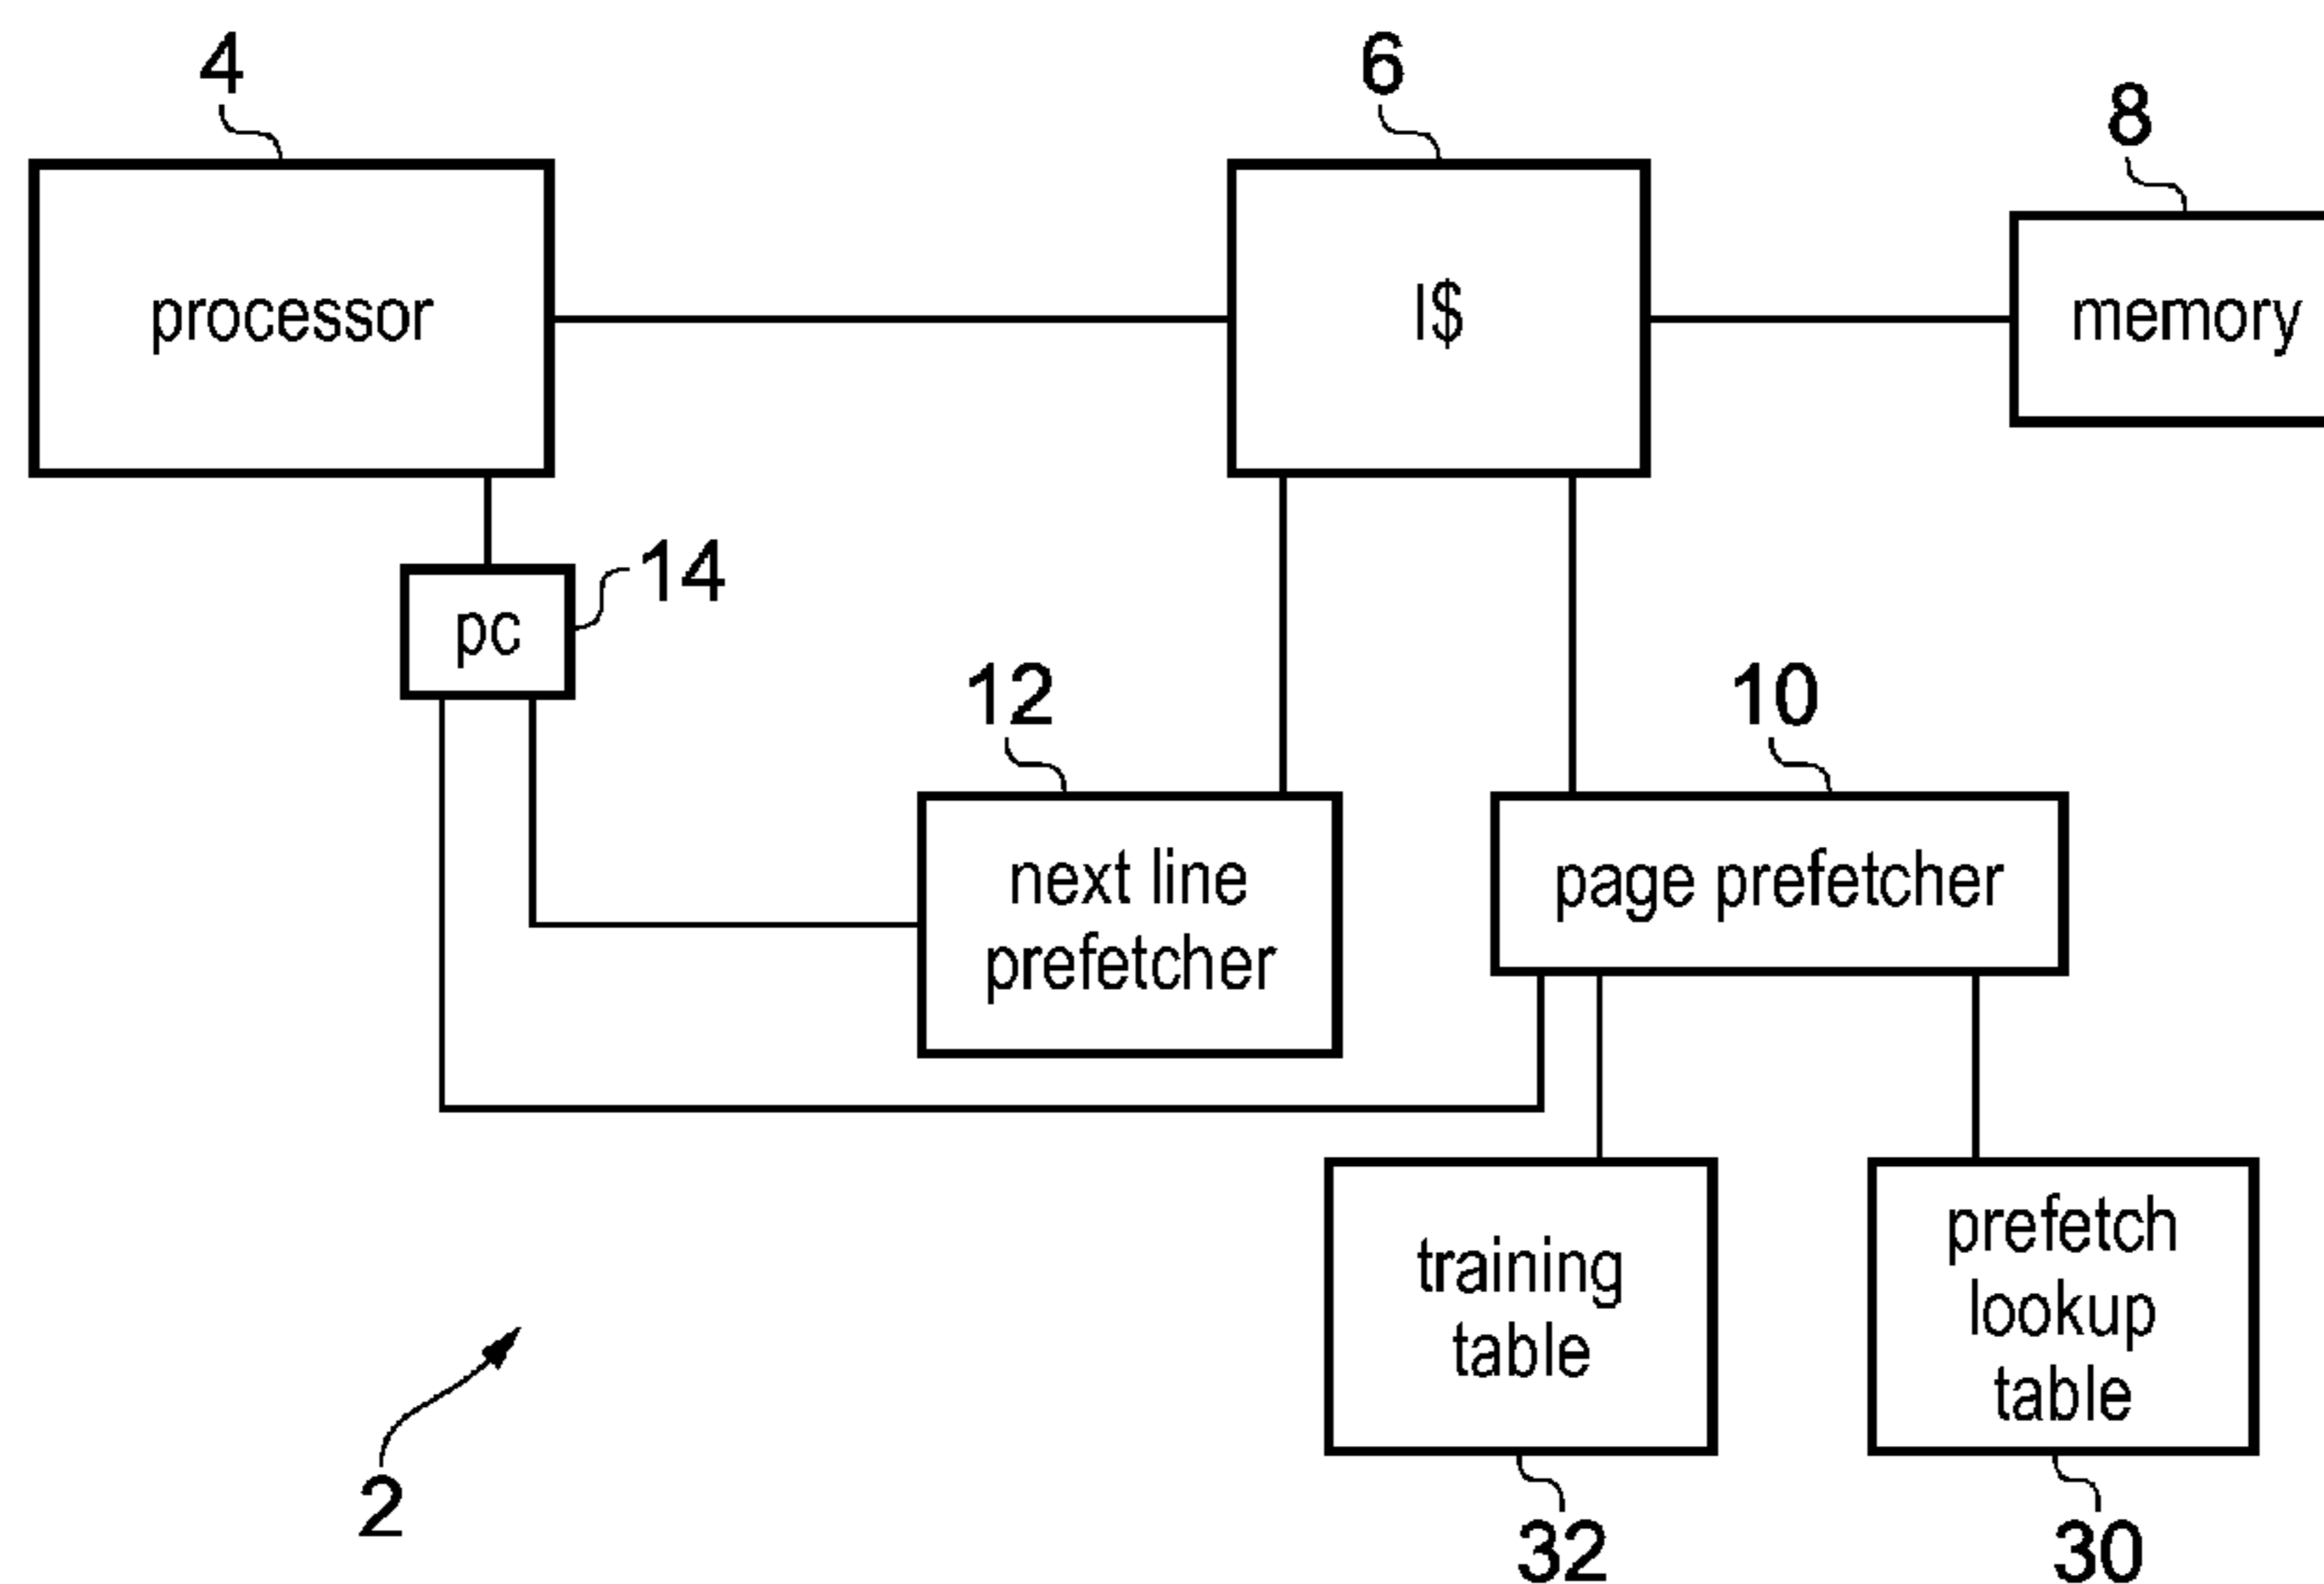 4
6
8
processor
I$
memory
14
pc
12
10
next line
prefetcher
page prefetcher
training
table
prefetch
lookup
table
2
32
30